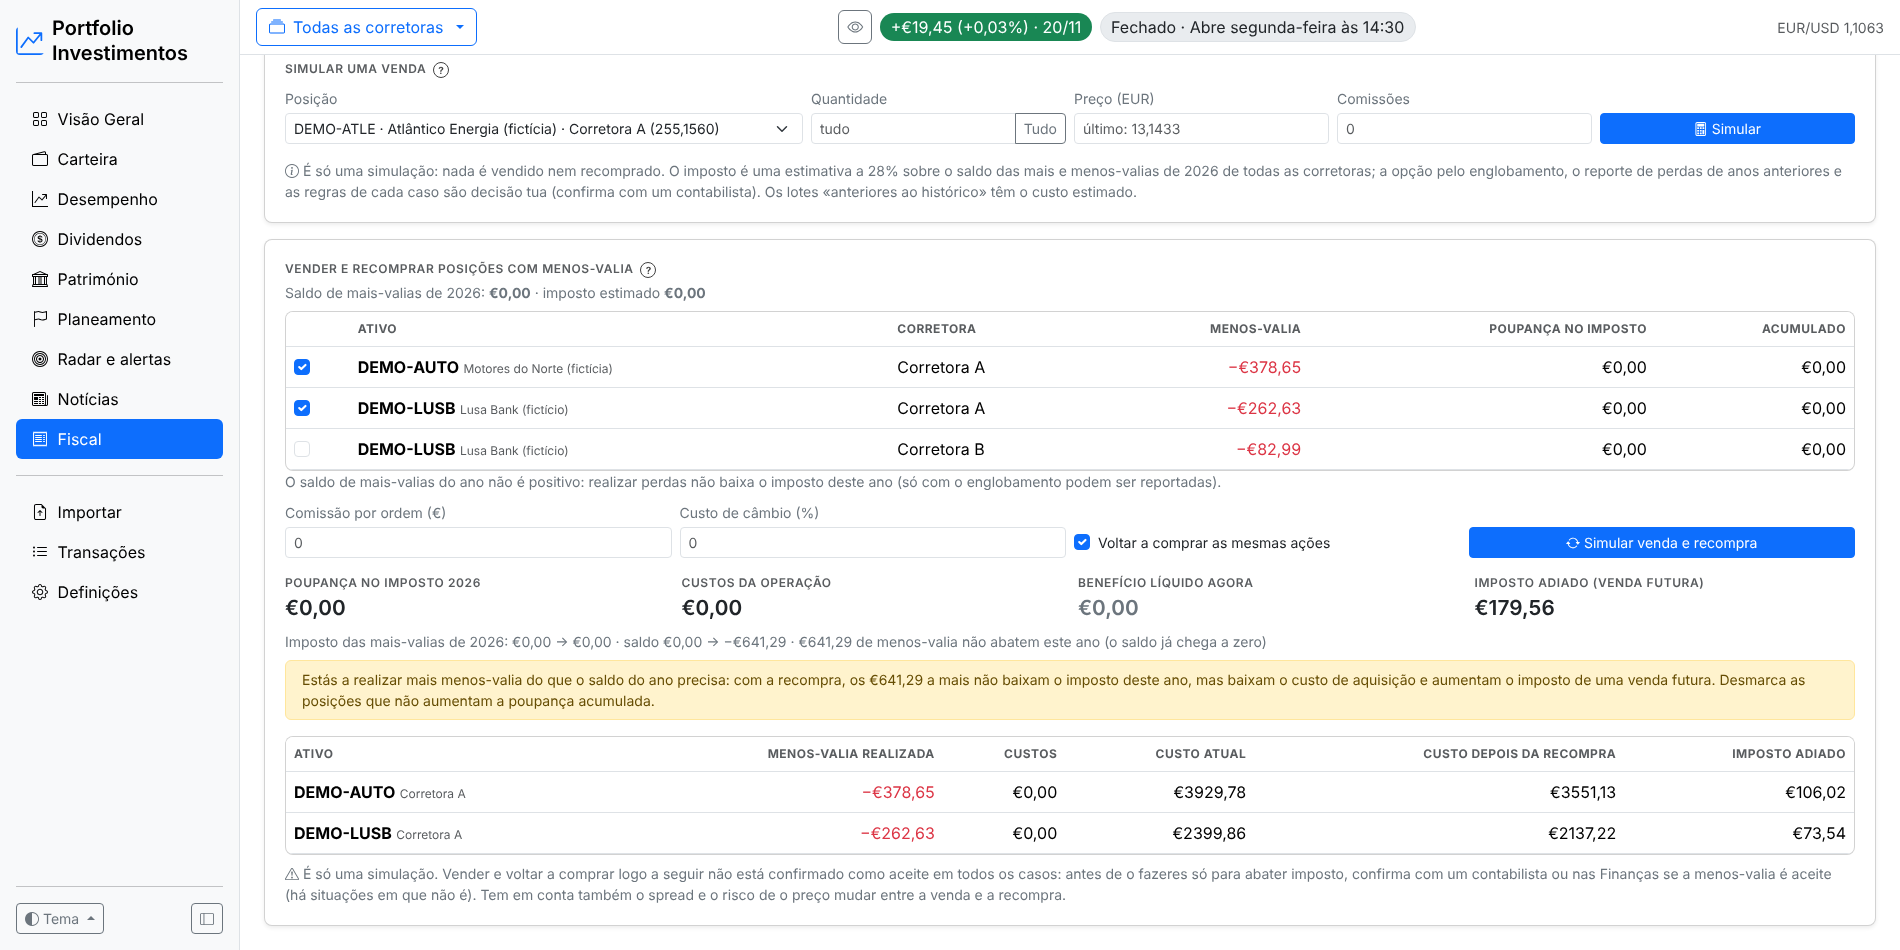 Portfolio
Investimentos
Visão Geral
Carteira
Desempenho
Dividendos
Património
Planeamento
Radar e alertas
Notícias
Fiscal
Importar
Transações
Definições
Tema
Todas as corretoras
+€19,45 (+0,03%) · 20/11
Fechado · Abre segunda-feira às 14:30
EUR/USD 1,1063
SIMULAR UMA VENDA ?
Posição Quantidade Preço (EUR) Comissões
DEMO-ATLE · Atlântico Energia (fictícia) · Corretora A (255,1560) tudo Tudo último: 13,1433 0 Simular
É só uma simulação: nada é vendido nem recomprado. O imposto é uma estimativa a 28% sobre o saldo das mais e menos-valias de 2026 de todas as corretoras; a opção pelo englobamento, o reporte de perdas de anos anteriores e
as regras de cada caso são decisão tua (confirma com um contabilista). Os lotes «anteriores ao histórico» têm o custo estimado.
VENDER E RECOMPRAR POSIÇÕES COM MENOS-VALIA ?
Saldo de mais-valias de 2026: €0,00 · imposto estimado €0,00
ATIVO CORRETORA MENOS-VALIA POUPANÇA NO IMPOSTO ACUMULADO
DEMO-AUTO Motores do Norte (fictícia) Corretora A −€378,65 €0,00 €0,00
DEMO-LUSB Lusa Bank (fictício) Corretora A −€262,63 €0,00 €0,00
DEMO-LUSB Lusa Bank (fictício) Corretora B −€82,99 €0,00 €0,00
O saldo de mais-valias do ano não é positivo: realizar perdas não baixa o imposto deste ano (só com o englobamento podem ser reportadas).
Comissão por ordem (€) Custo de câmbio (%)
0 0 Voltar a comprar as mesmas ações Simular venda e recompra
POUPANÇA NO IMPOSTO 2026 CUSTOS DA OPERAÇÃO BENEFÍCIO LÍQUIDO AGORA IMPOSTO ADIADO (VENDA FUTURA)
€0,00 €0,00 €0,00 €179,56
Imposto das mais-valias de 2026: €0,00 → €0,00 · saldo €0,00 → −€641,29 · €641,29 de menos-valia não abatem este ano (o saldo já chega a zero)
Estás a realizar mais menos-valia do que o saldo do ano precisa: com a recompra, os €641,29 a mais não baixam o imposto deste ano, mas baixam o custo de aquisição e aumentam o imposto de uma venda futura. Desmarca as
posições que não aumentam a poupança acumulada.
ATIVO MENOS-VALIA REALIZADA CUSTOS CUSTO ATUAL CUSTO DEPOIS DA RECOMPRA IMPOSTO ADIADO
DEMO-AUTO Corretora A −€378,65 €0,00 €3929,78 €3551,13 €106,02
DEMO-LUSB Corretora A −€262,63 €0,00 €2399,86 €2137,22 €73,54
É só uma simulação. Vender e voltar a comprar logo a seguir não está confirmado como aceite em todos os casos: antes de o fazeres só para abater imposto, confirma com um contabilista ou nas Finanças se a menos-valia é aceite
(há situações em que não é). Tem em conta também o spread e o risco de o preço mudar entre a venda e a recompra.